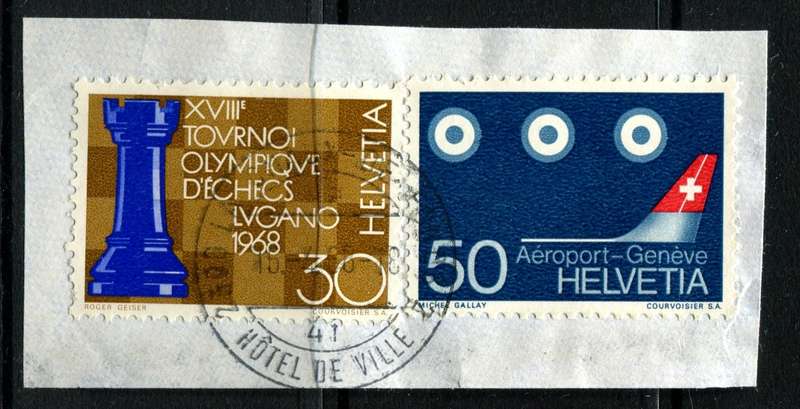 XVIIIE
TOVRNOI
OLYMPIQVE
D'ÉCHECS
LVGANO
1968
HELVETIA
30
ROGER GEISER
COURVOISIER S.A.
50
Aéroport–Genève
HELVETIA
MICHEL GALLAY
COURVOISIER S.A.
41
HÔTEL DE VILLE